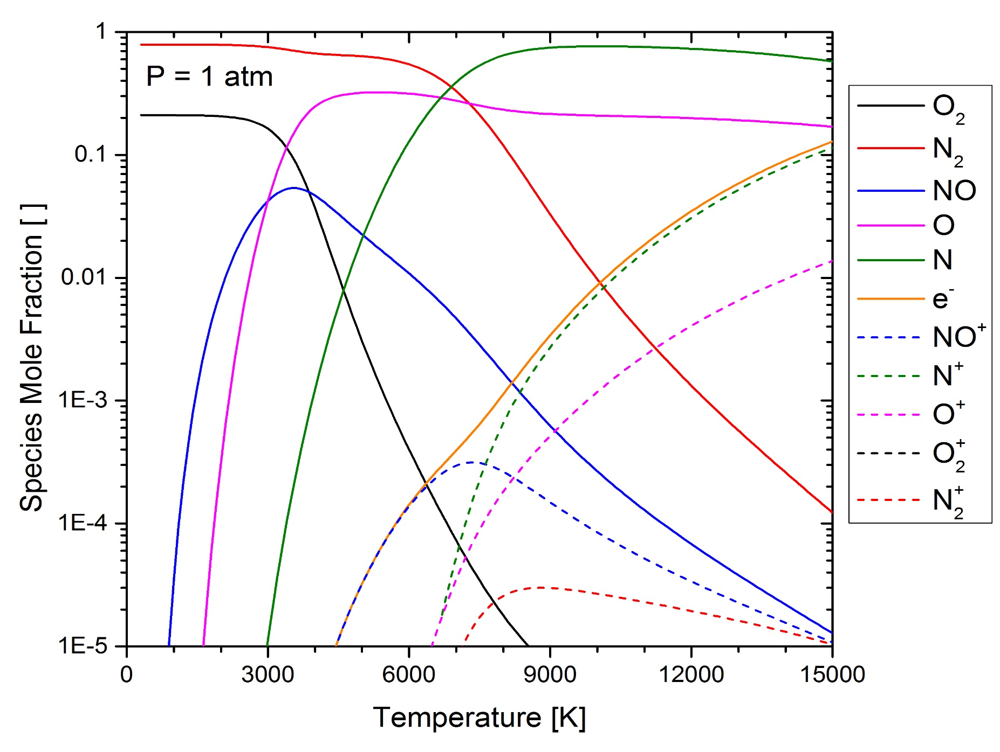 1
0.1
0.01
1E-3
1E-4
1E-5
Species Mole Fraction [ ]
P = 1 atm
0 3000 6000 9000 12000 15000
Temperature [K]
O₂
N₂
NO
O
N
e⁻
NO⁺
N⁺
O⁺
O₂⁺
N₂⁺